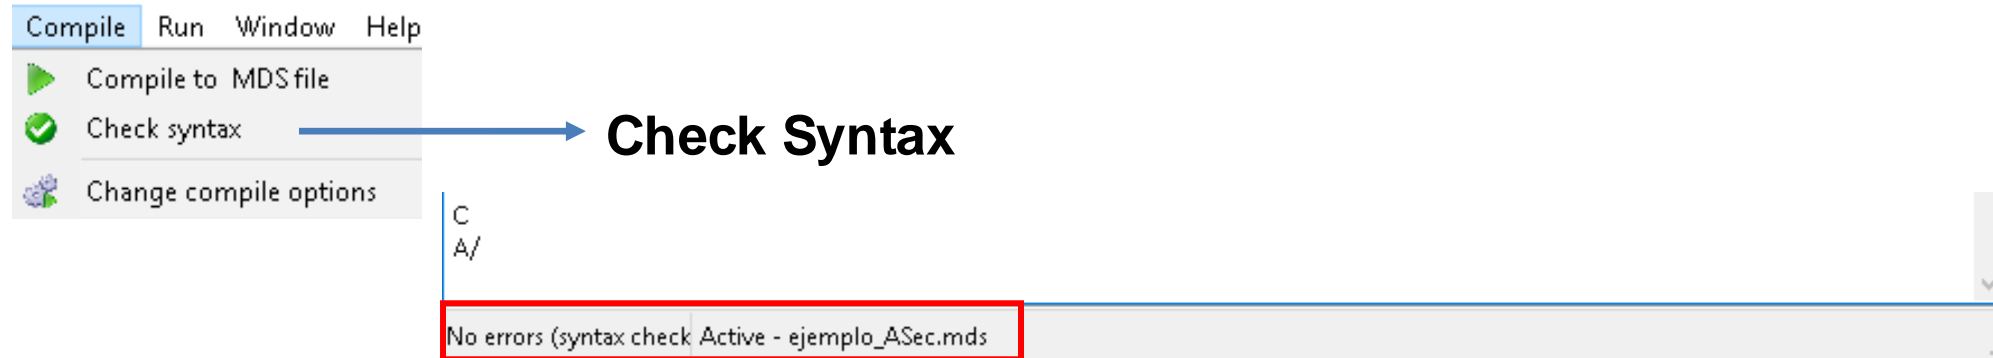 Compile Run Window Help
Compile to MDS file
Check syntax
Check Syntax
Change compile options
C
A/
No errors (syntax check Active - ejemplo_ASec.mds